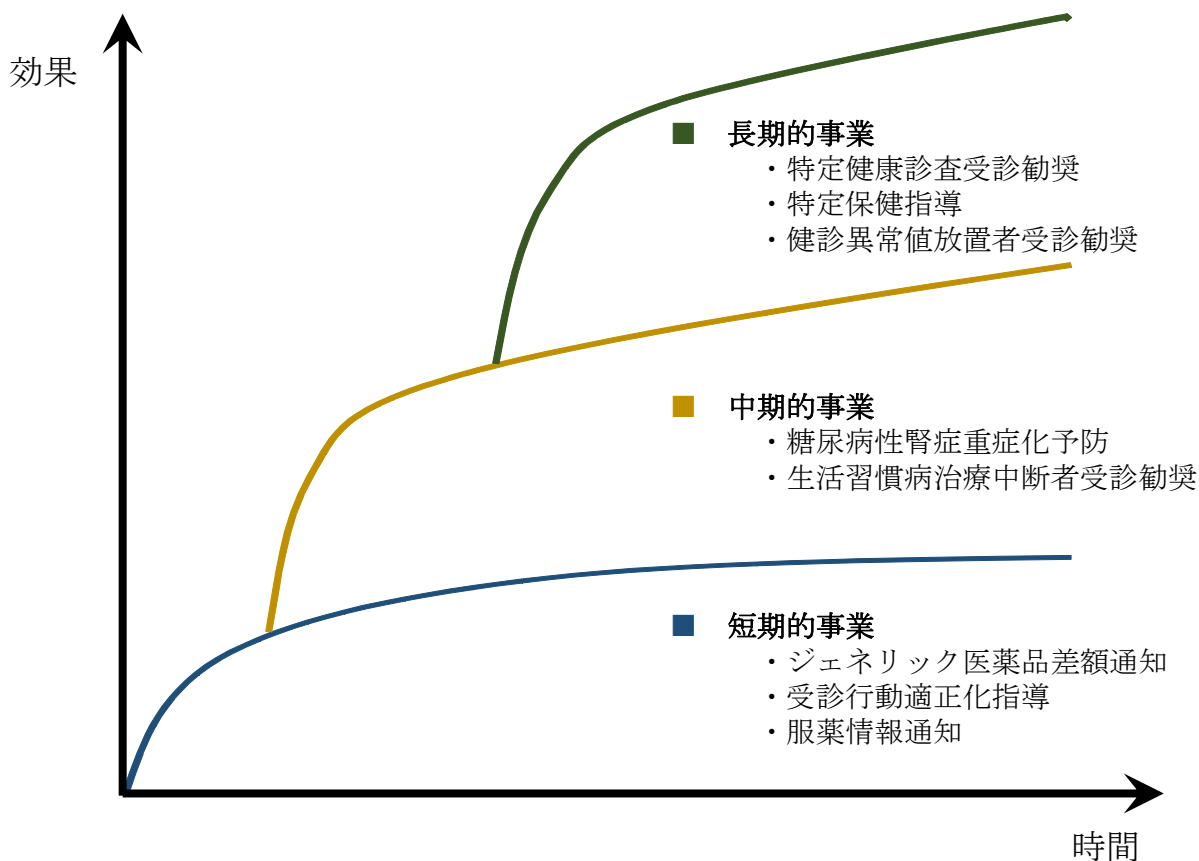 効果
■ 長期的事業
・特定健康診査受診勧奨
・特定保健指導
・健診異常値放置者受診勧奨
■ 中期的事業
・糖尿病性腎症重症化予防
・生活習慣病治療中断者受診勧奨
■ 短期的事業
・ジェネリック医薬品差額通知
・受診行動適正化指導
・服薬情報通知
時間